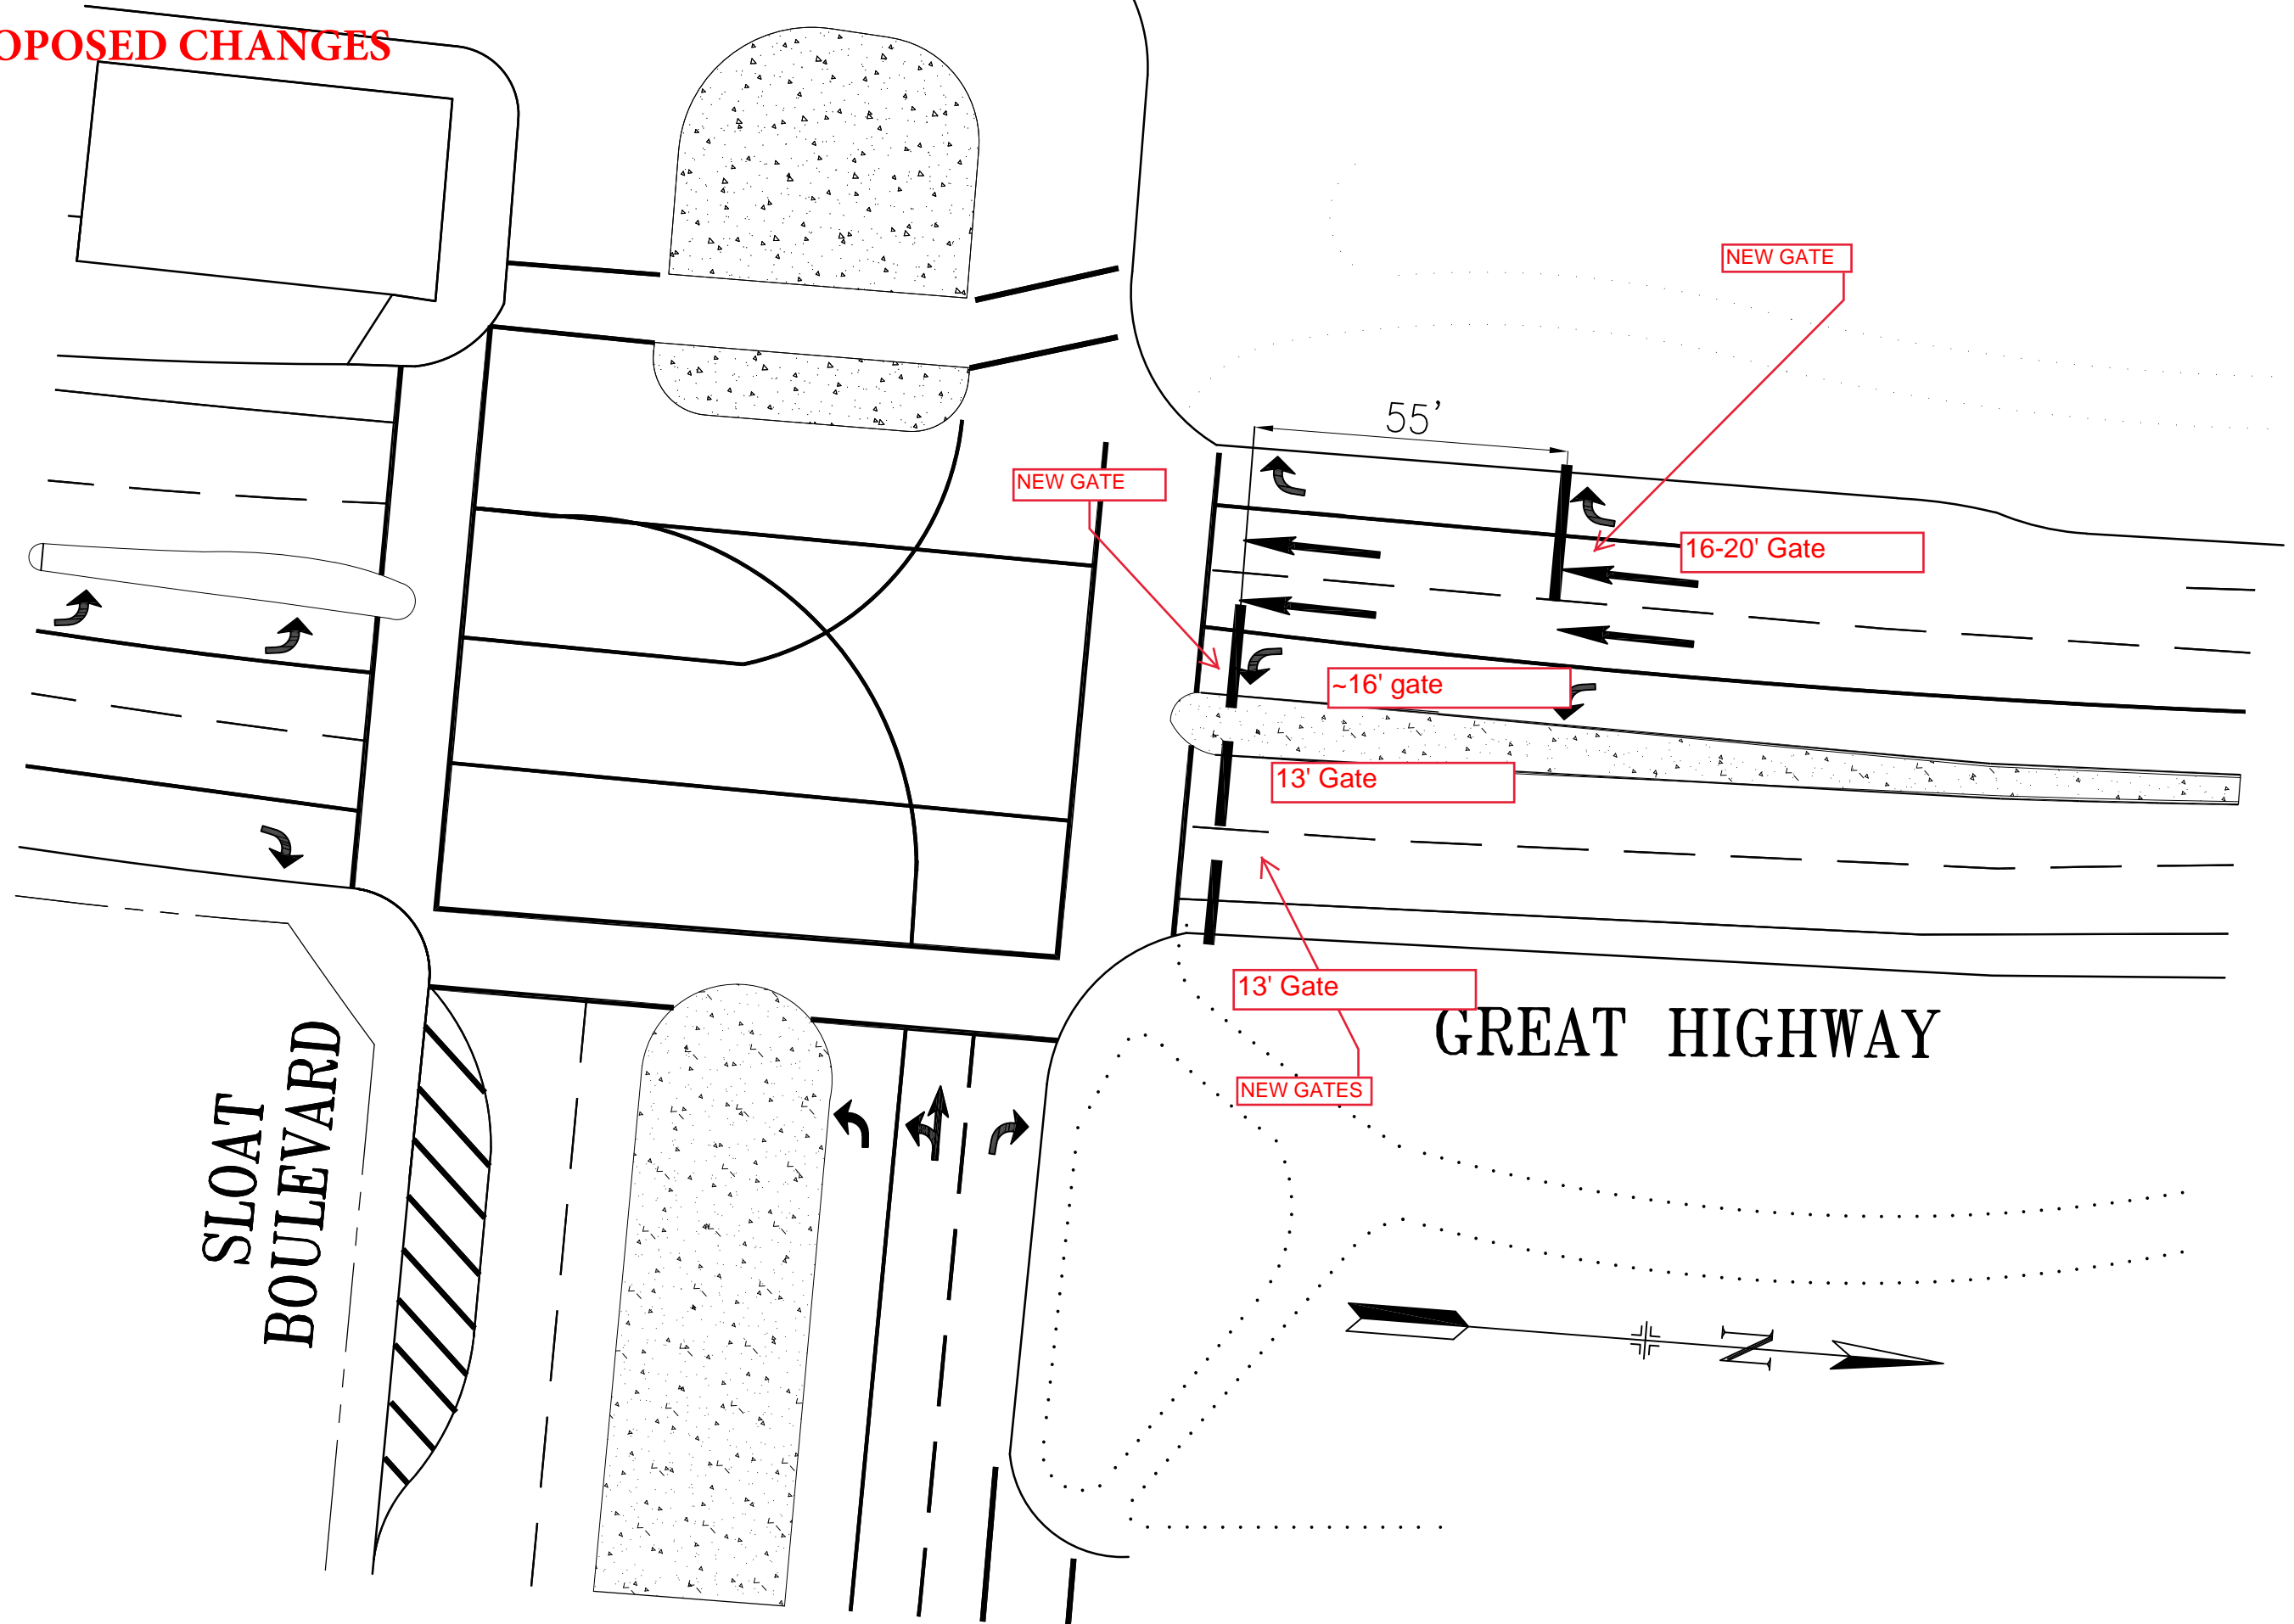 OPOSED CHANGES
NEW GATE
55'
NEW GATE
16-20' Gate
~16' gate
13' Gate
13' Gate
GREAT HIGHWAY
NEW GATES
SLOAT
BOULEVARD
N